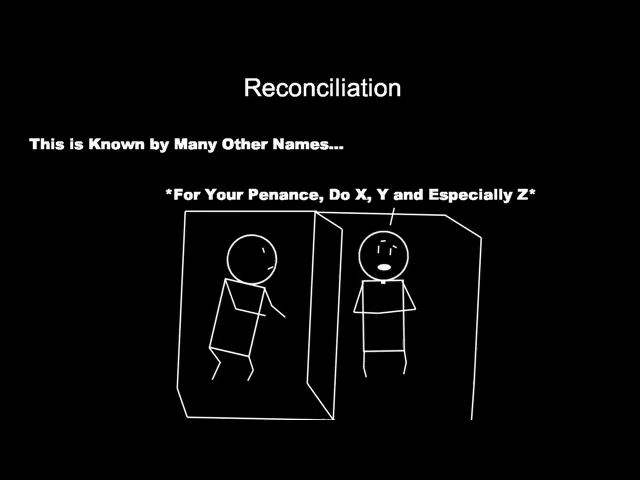 Reconciliation
This is Known by Many Other Names...
*For Your Penance, Do X, Y and Especially Z*